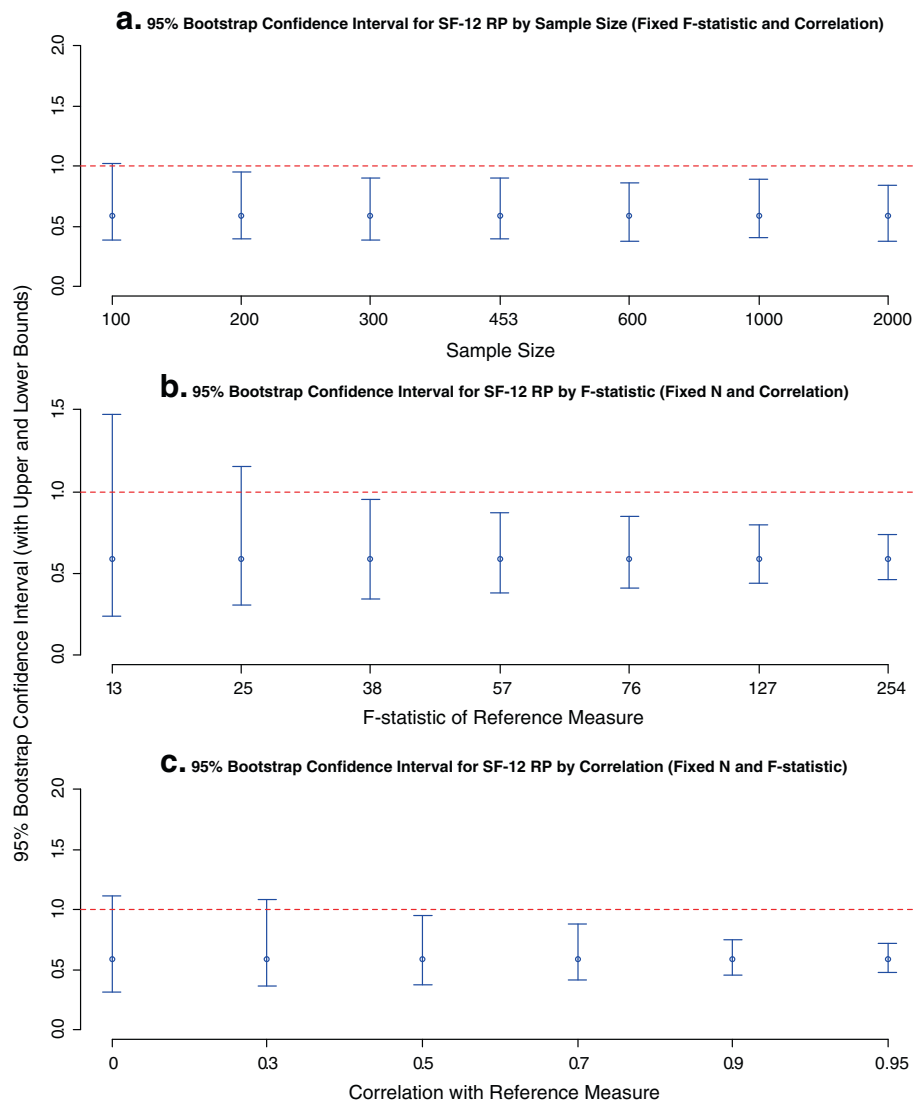 a. 95% Bootstrap Confidence Interval for SF-12 RP by Sample Size (Fixed F-statistic and Correlation)
2.0
1.5
1.0
0.5
0.0
100 200 300 453 600 1000 2000
Sample Size
95% Bootstrap Confidence Interval (with Upper and Lower Bounds)
b. 95% Bootstrap Confidence Interval for SF-12 RP by F-statistic (Fixed N and Correlation)
1.5
1.0
0.5
0.0
13 25 38 57 76 127 254
F-statistic of Reference Measure
c. 95% Bootstrap Confidence Interval for SF-12 RP by Correlation (Fixed N and F-statistic)
2.0
1.5
1.0
0.5
0.0
0 0.3 0.5 0.7 0.9 0.95
Correlation with Reference Measure